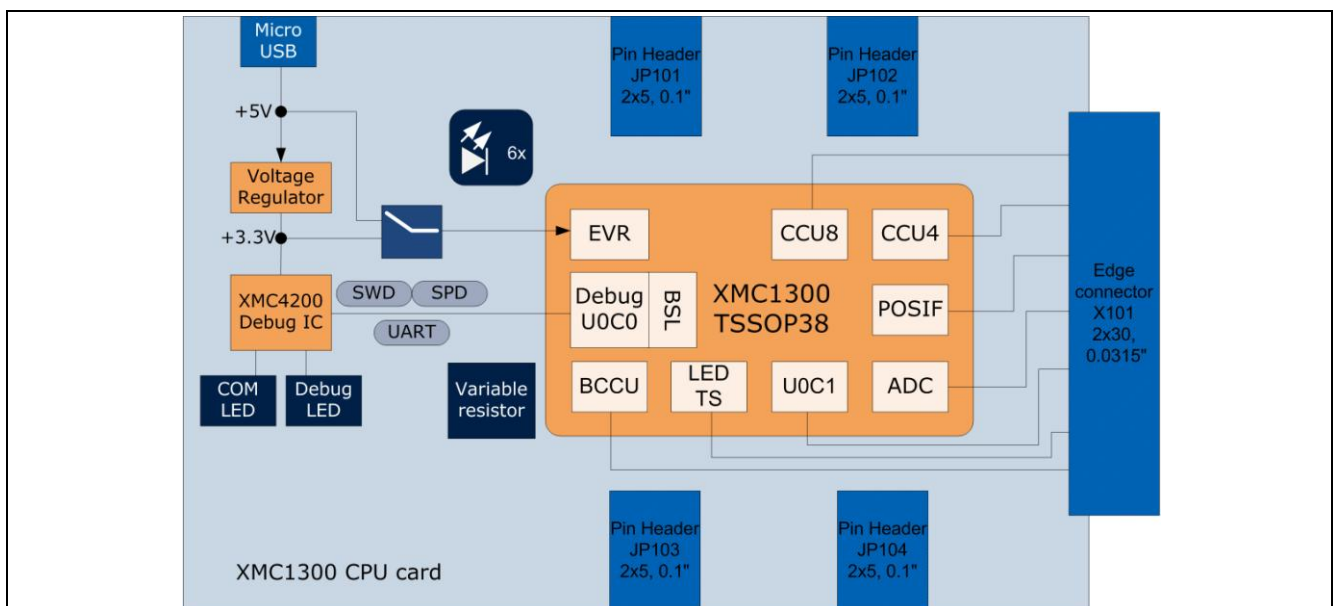 Micro
USB
Pin Header
JP101
2x5, 0.1"
Pin Header
JP102
2x5, 0.1"
+5V
6x
Voltage
Regulator
+3.3V
EVR
CCU8
CCU4
Edge
connector
X101
2x30,
0.0315"
XMC4200
Debug IC
SWD
SPD
UART
Debug
U0C0
BSL
XMC1300
TSSOP38
POSIF
COM
LED
Debug
LED
Variable
resistor
BCCU
LED
TS
U0C1
ADC
Pin Header
JP103
2x5, 0.1"
Pin Header
JP104
2x5, 0.1"
XMC1300 CPU card